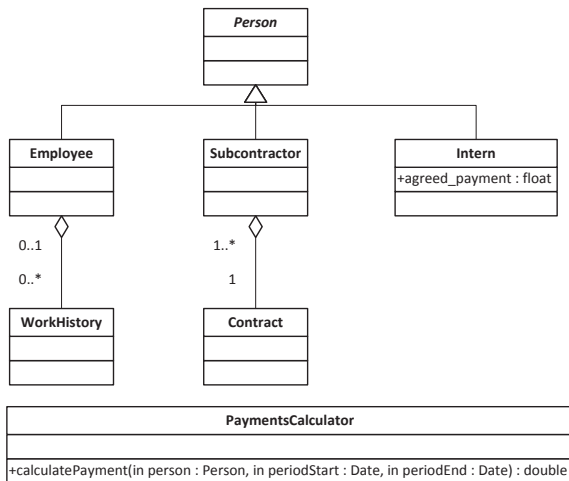 Person
Employee
Subcontractor
Intern
+agreed_payment : float
0..1
1..*
0..*
1
WorkHistory
Contract
PaymentsCalculator
+calculatePayment(in person : Person, in periodStart : Date, in periodEnd : Date) : double